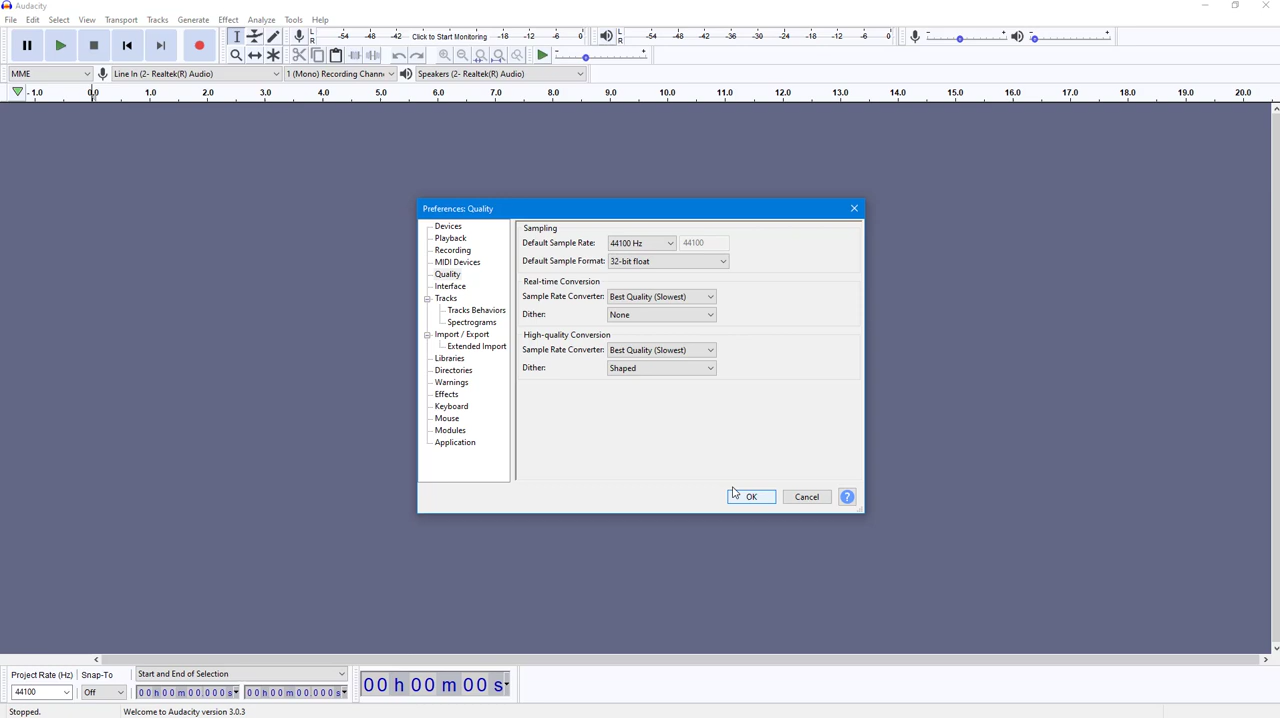 Audacity
File Edit Select View Transport Tracks Generate Effect Analyze Tools Help
L R -54 -48 -42 Click to Start Monitoring -18 -12 -6 0 L R -54 -48 -42 -36 -30 -24 -18 -12 -6 0 - + - +
- +
MME Line In (2- Realtek(R) Audio) 1 (Mono) Recording Chann Speakers (2- Realtek(R) Audio)
- 1.0 0.0 1.0 2.0 3.0 4.0 5.0 6.0 7.0 8.0 9.0 10.0 11.0 12.0 13.0 14.0 15.0 16.0 17.0 18.0 19.0 20.0
Preferences: Quality
Devices
Playback
Recording
MIDI Devices
Quality
Interface
Tracks
Tracks Behaviors
Spectrograms
Import / Export
Extended Import
Libraries
Directories
Warnings
Effects
Keyboard
Mouse
Modules
Application
Sampling
Default Sample Rate: 44100 Hz 44100
Default Sample Format: 32-bit float
Real-time Conversion
Sample Rate Converter: Best Quality (Slowest)
Dither: None
High-quality Conversion
Sample Rate Converter: Best Quality (Slowest)
Dither: Shaped
OK Cancel ?
Project Rate (Hz) Snap-To Start and End of Selection
44100 Off 00 h 00 m 00.000 s 00 h 00 m 00.000 s
00 h 00 m 00 s
Stopped. Welcome to Audacity version 3.0.3